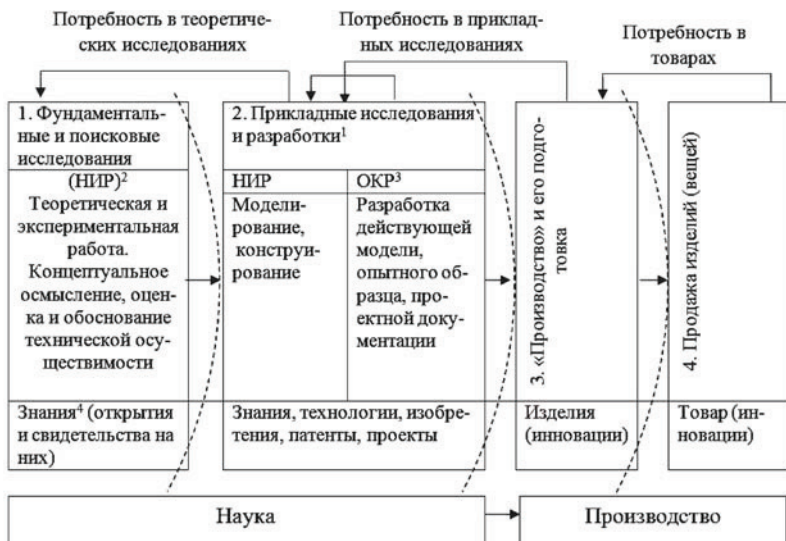 Потребность в теоретичес-
ких исследованиях
Потребность в приклад-
ных исследованиях
Потребность в
товарах
1. Фундаменталь-
ные и поисковые
исследования
(НИР)²
Теоретическая и
экспериментальная
работа.
Концептуальное
осмысление, оцен-
ка и обоснование
технической осу-
ществимости
Знания⁴ (открытия
и свидетельства на
них)
2. Прикладные исследования
и разработки¹
НИР
Модели-
рование,
конструи-
рование
ОКР³
Разработка
действующей
модели,
опытного об-
разца, про-
ектной доку-
ментации
Знания, технологии, изобре-
тения, патенты, проекты
3. «Производство» и его подго-
товка
Изделия
(инновации)
4. Продажа изделий (вещей)
Товар (ин-
новации)
Наука
Производство